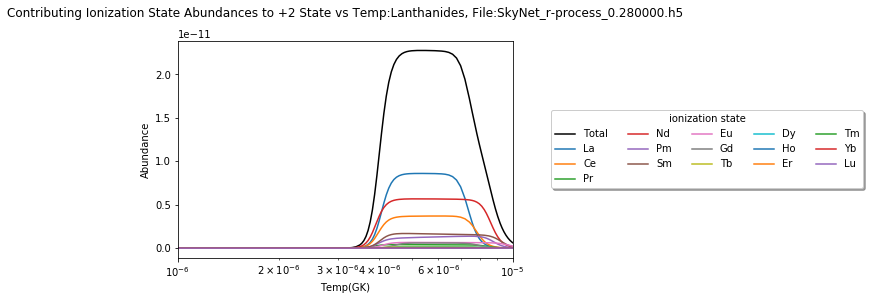 Contributing Ionization State Abundances to +2 State vs Temp:Lanthanides, File:SkyNet_r-process_0.280000.h5
1e−11
2.0
1.5
1.0
0.5
0.0
Abundance
10^{-6}
2 × 10^{-6}
3 × 10^{-6}
4 × 10^{-6}
6 × 10^{-6}
10^{-5}
Temp(GK)
ionization state
Total Nd Eu Dy Tm
La Pm Gd Ho Yb
Ce Sm Tb Er Lu
Pr